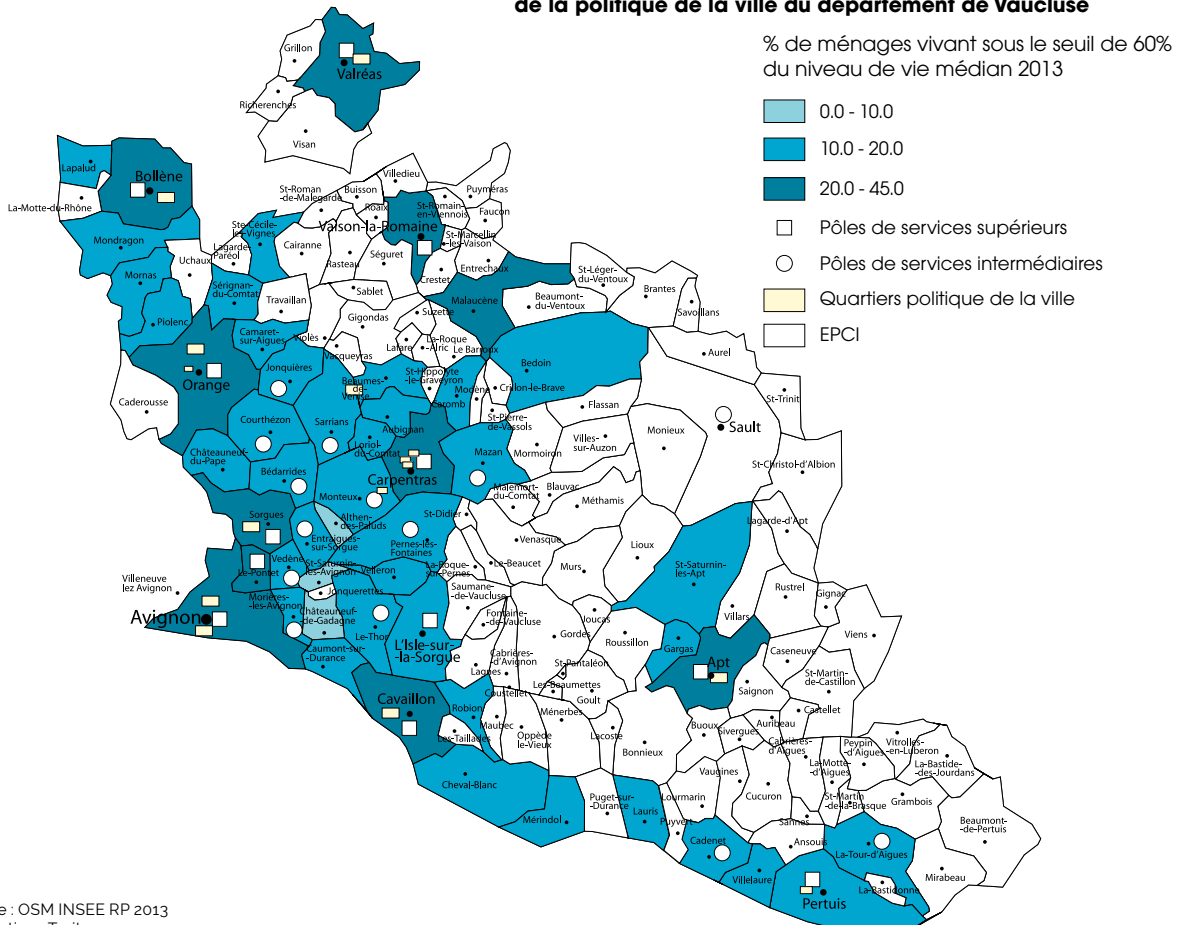 de la politique de la ville du département de Vaucluse
% de ménages vivant sous le seuil de 60%
du niveau de vie médian 2013
0.0 - 10.0
10.0 - 20.0
20.0 - 45.0
Pôles de services supérieurs
Pôles de services intermédiaires
Quartiers politique de la ville
EPCI
Grillon
Valréas
Richerenches
Visan
Lapalud
Bollène
La-Motte-du-Rhône
Mondragon
Mornas
Piolenc
Uchaux
Lagarde-
Paréol
Ste-Cécile-
les-Vignes
Sérignan-
du-Comtat
Travaillan
Cairanne
St-Roman
-de-Malegarde
Buisson
Villedieu
Roaix
Vaison-la-Romaine
St-Romain-
en-Viennois
Puyméras
Faucon
St-Marcellin
-les-Vaison
Entrechaux
Crestet
Rasteau
Séguret
Sablet
Gigondas
Suzette
Malaucène
Beaumont-
du-Ventoux
St-Léger-
du-Ventoux
Brantes
Savoillans
Aurel
St-Trinit
Camaret-
sur-Aigues
Violès
Vacqueyras
Lafare
La-Roque
-Alric
Le Barroux
Bedoin
Orange
Caderousse
Jonquières
Beaumes-
de-
Venise
St-Hippolyte
-le-Graveyron
Caromb
Modène
Crillon-le-Brave
St-Pierre-
de-Vassols
Flassan
Monieux
Sault
St-Christol-d'Albion
Courthézon
Sarrians
Aubignan
Loriol-
du-Comtat
Carpentras
Mazan
Mormoiron
Villes-
sur-Auzon
Châteauneuf-
du-Pape
Bédarrides
Monteux
Malemort-
du-Comtat
Blauvac
Méthamis
Sorgues
Althen-
des-Paluds
Entraigues-
sur-Sorgue
Pernes-les-
Fontaines
St-Didier
Venasque
Le-Beaucet
La-Roque-
sur-Pernes
Murs
Lioux
Lagarde-d'Apt
St-Saturnin-
les-Apt
Rustrel
Gignac
Villars
Viens
Villeneuve
lez Avignon
Le-Pontet
Vedène
St-Saturnin-
les-Avignon
Velleron
Jonquerettes
Morières-
les-Avignon
Châteauneuf-
de-Gadagne
Avignon
Le-Thor
L'Isle-sur-
la-Sorgue
Caumont-sur-
-Durance
Saumane-
de-Vaucluse
Fontaine-
de-Vaucluse
Cabrières-
d'Avignon
Lagnes
Gordes
Joucas
Roussillon
St-Pantaléon
Les-Beaumettes
Goult
Gargas
Apt
Saignon
Caseneuve
St-Martin-
de-Castillon
Castellet
Auribeau
Sivergues
Buoux
Cavaillon
Robion
Coustellet
Maubec
Les-Taillades
Oppède
le-Vieux
Ménerbes
Lacoste
Bonnieux
Cheval-Blanc
Mérindol
Puget-sur-
-Durance
Lauris
Lourmarin
Puyvert
Vaugines
Cucuron
Cabrières-
d'Aigues
La-Motte-
d'Aigues
Peypin
-d'Aigues
Vitrolles-
en-Luberon
La-Bastide-
des-Jourdans
St-Martin
-de-la-Brasque
Grambois
Sannes
Ansouis
Cadenet
Villelaure
La-Tour-d'Aigues
La-Bastidonne
Pertuis
Mirabeau
Beaumont-
de-Pertuis
e : OSM INSEE RP 2013